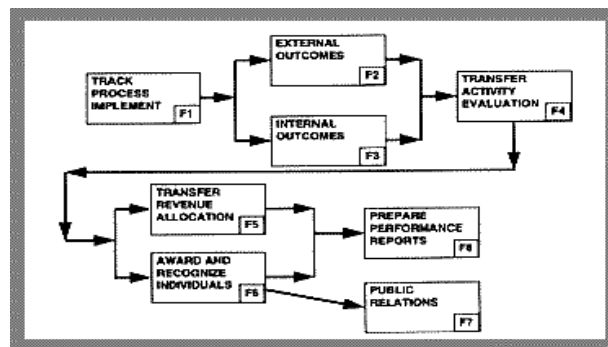 TRACK
PROCESS
IMPLEMENT
F1
EXTERNAL
OUTCOMES
F2
INTERNAL
OUTCOMES
F3
TRANSFER
ACTIVITY
EVALUATION
F4
TRANSFER
REVENUE
ALLOCATION
F5
AWARD AND
RECOGNIZE
INDIVIDUALS
F6
PREPARE
PERFORMANCE
REPORTS
F8
PUBLIC
RELATIONS
F7